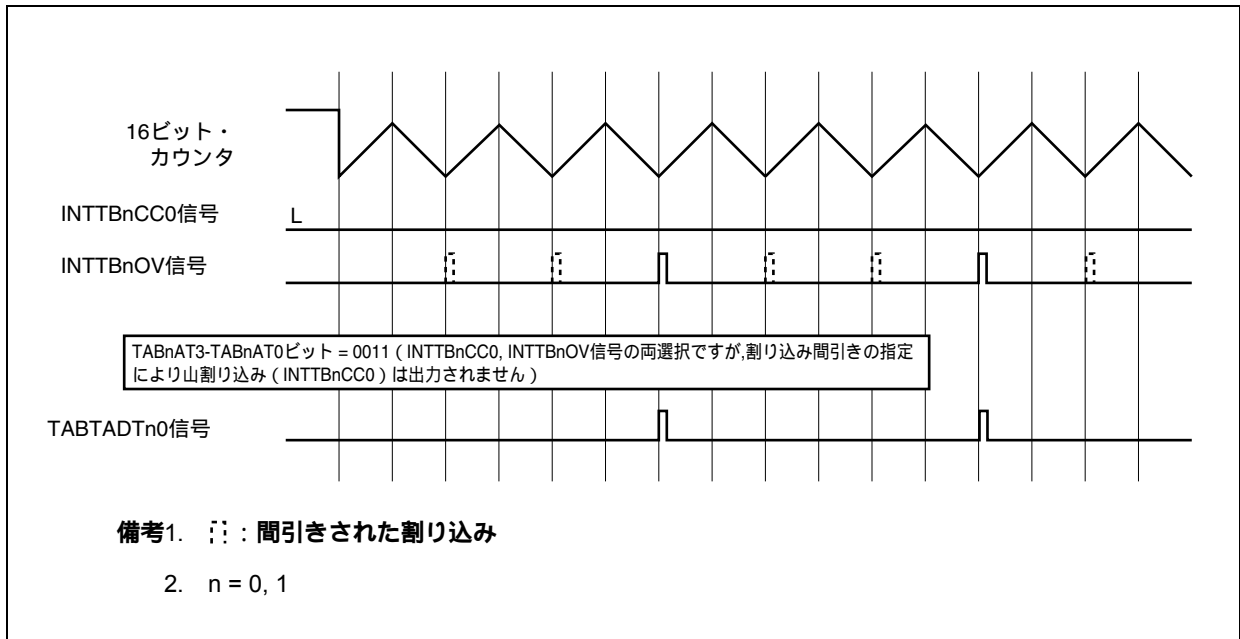 16ビット・
カウンタ
INTTBnCC0信号
L
INTTBnOV信号
TABnAT3-TABnAT0ビット = 0011（INTTBnCC0, INTTBnOV信号の両選択ですが,割り込み間引きの指定
により山割り込み（INTTBnCC0）は出力されません）
TABTADTn0信号
備考1. ：間引きされた割り込み
2. n = 0, 1